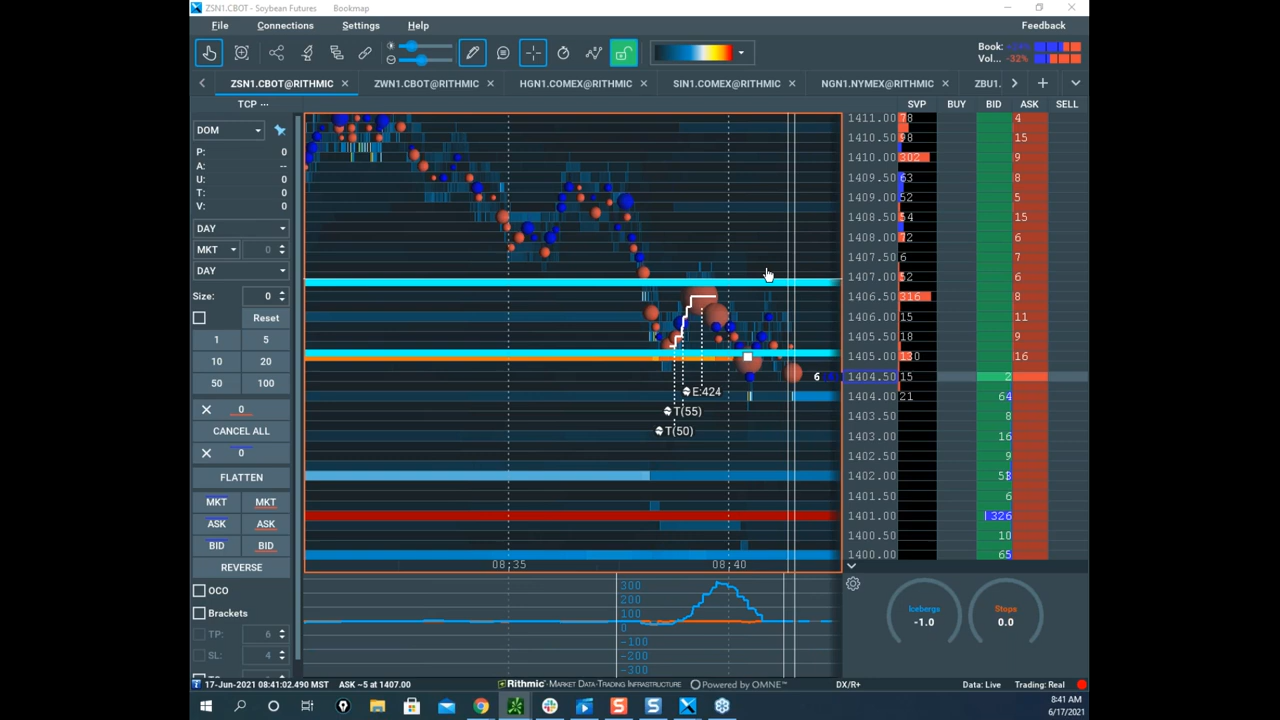 ZSN1.CBOT - Soybean Futures Bookmap
File Connections Settings Help Feedback
Book:
Vol... -32%
ZSN1.CBOT@RITHMIC ZWN1.CBOT@RITHMIC HGN1.COMEX@RITHMIC SIN1.COMEX@RITHMIC NGN1.NYMEX@RITHMIC ZBU1.
TCP ...
DOM
P: 0
A: --
U: 0
T: 0
V: 0
DAY
MKT 0
DAY
Size: 0
Reset
1 5
10 20
50 100
0
CANCEL ALL
0
FLATTEN
MKT MKT
ASK ASK
BID BID
REVERSE
OCO
Brackets
TP: 6
SL: 4
E:424
T(55)
T(50)
6
08:35 08:40
300
200
100
0
-100
-200
-300
SVP BUY BID ASK SELL
1411.00 78 4
1410.50 98 15
1410.00 302 9
1409.50 63 8
1409.00 52 5
1408.50 54 15
1408.00 72 6
1407.50 6 7
1407.00 52 6
1406.50 316 8
1406.00 15 11
1405.50 18 9
1405.00 130 16
1404.50 15 2
1404.00 21 64
1403.50 8
1403.00 16
1402.50 9
1402.00 53
1401.50 6
1401.00 326
1400.50 10
1400.00 65
Icebergs
-1.0
Stops
0.0
17-Jun-2021 08:41:02.490 MST ASK ~5 at 1407.00 Rithmic-MARKET DATA-TRADING INFRASTRUCTURE Powered by OMNE™ DX/R+ Data: Live Trading: Real
8:41 AM
6/17/2021